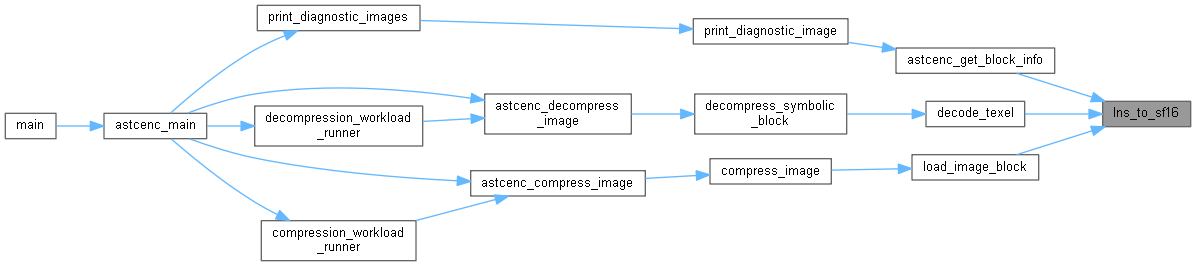 print_diagnostic_images
print_diagnostic_image
astcenc_get_block_info
main
astcenc_main
decompression_workload
_runner
astcenc_decompress
_image
decompress_symbolic
_block
decode_texel
lns_to_sf16
astcenc_compress_image
compress_image
load_image_block
compression_workload
_runner